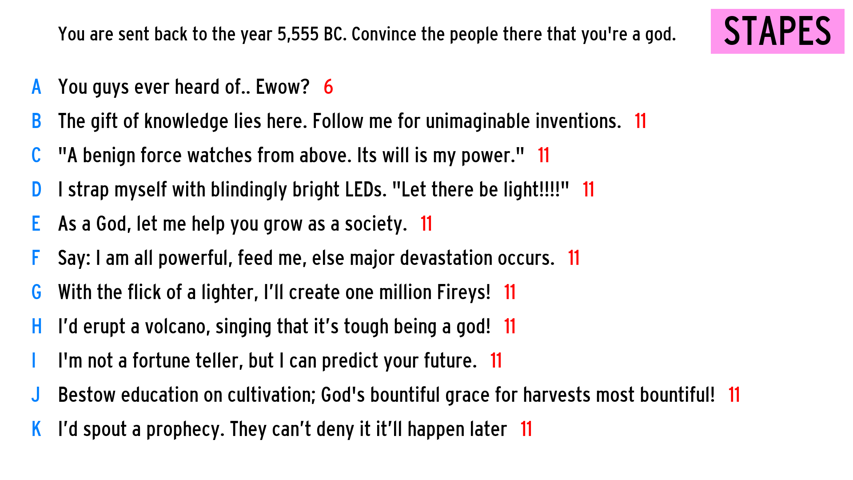 You are sent back to the year 5,555 BC. Convince the people there that you're a god.
STAPES
A You guys ever heard of.. Ewow? 6
B The gift of knowledge lies here. Follow me for unimaginable inventions. 11
C "A benign force watches from above. Its will is my power." 11
D I strap myself with blindingly bright LEDs. "Let there be light!!!!" 11
E As a God, let me help you grow as a society. 11
F Say: I am all powerful, feed me, else major devastation occurs. 11
G With the flick of a lighter, I’ll create one million Fireys! 11
H I’d erupt a volcano, singing that it’s tough being a god! 11
I I'm not a fortune teller, but I can predict your future. 11
J Bestow education on cultivation; God's bountiful grace for harvests most bountiful! 11
K I’d spout a prophecy. They can’t deny it it’ll happen later 11